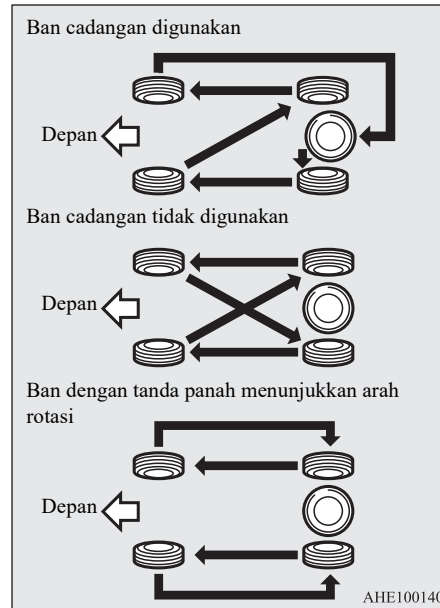 Ban cadangan digunakan
Depan
Ban cadangan tidak digunakan
Depan
Ban dengan tanda panah menunjukkan arah
rotasi
Depan
AHE100140